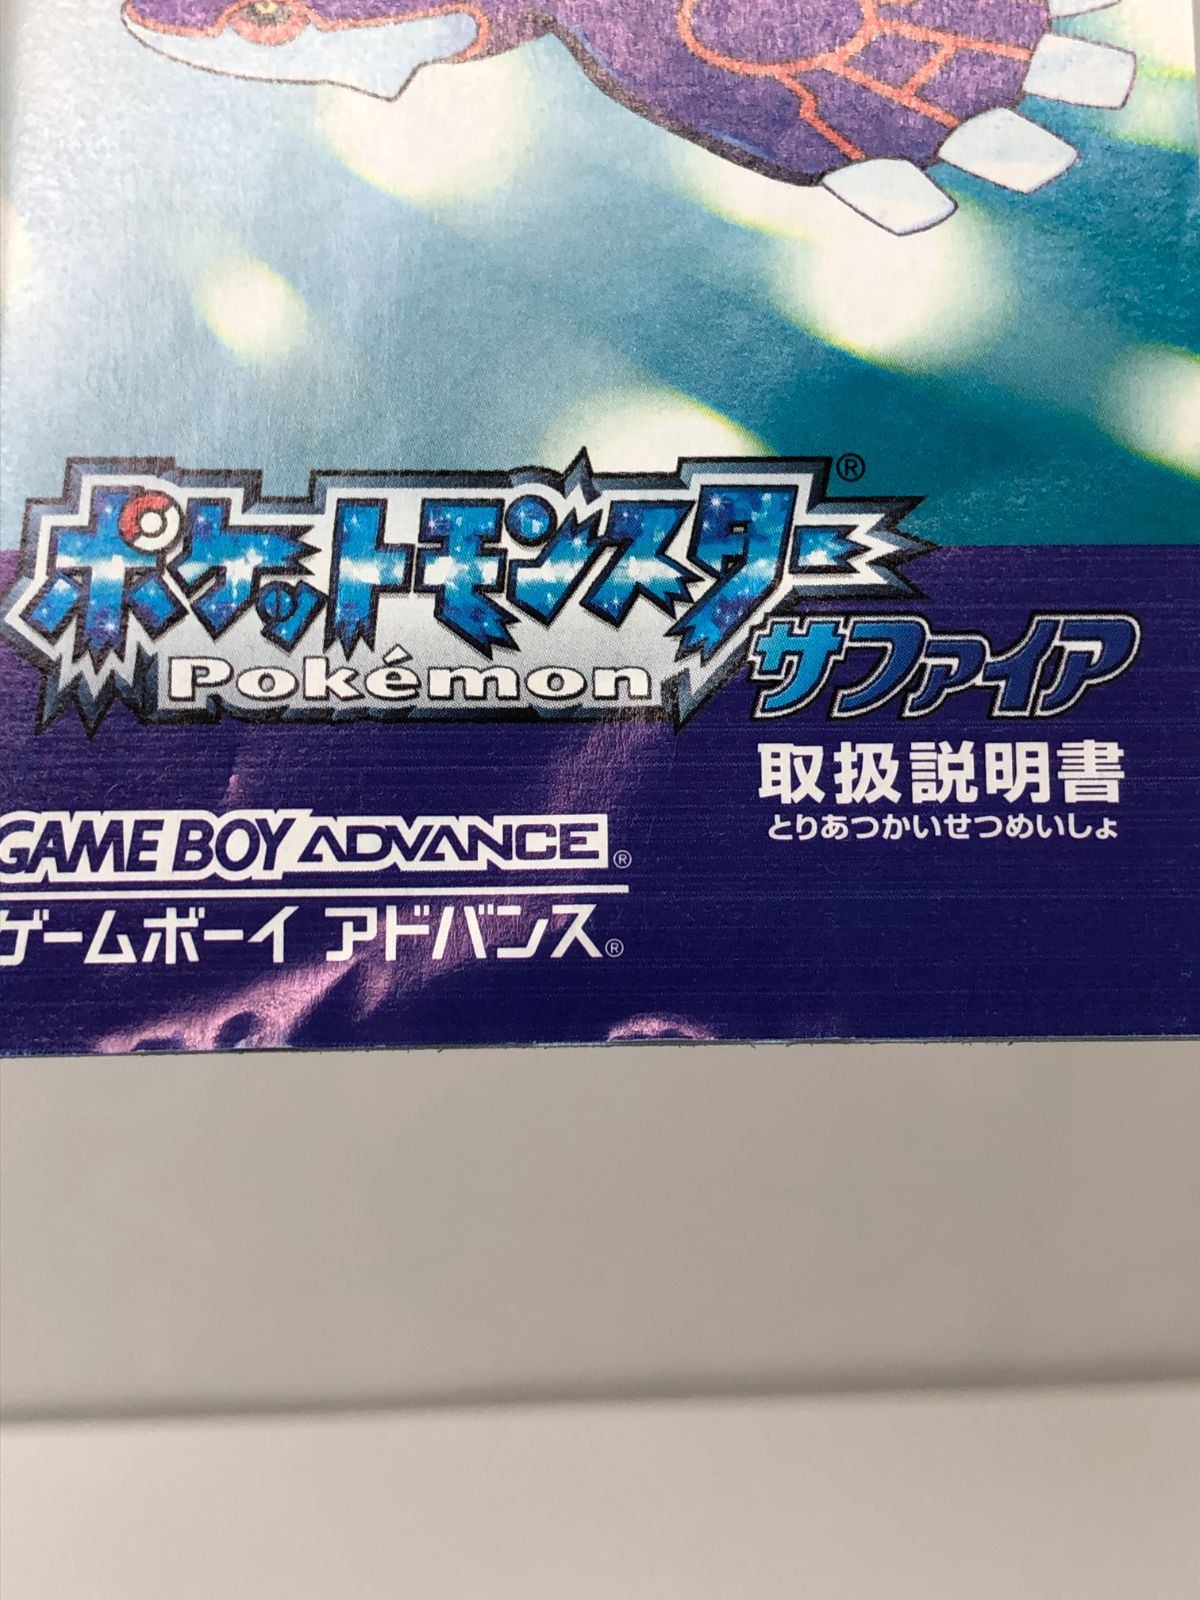 ポケットモンスター®
Pokémon
サファイア
取扱説明書
とりあつかいせつめいしょ
GAME BOY ADVANCE®
ゲームボーイ アドバンス®